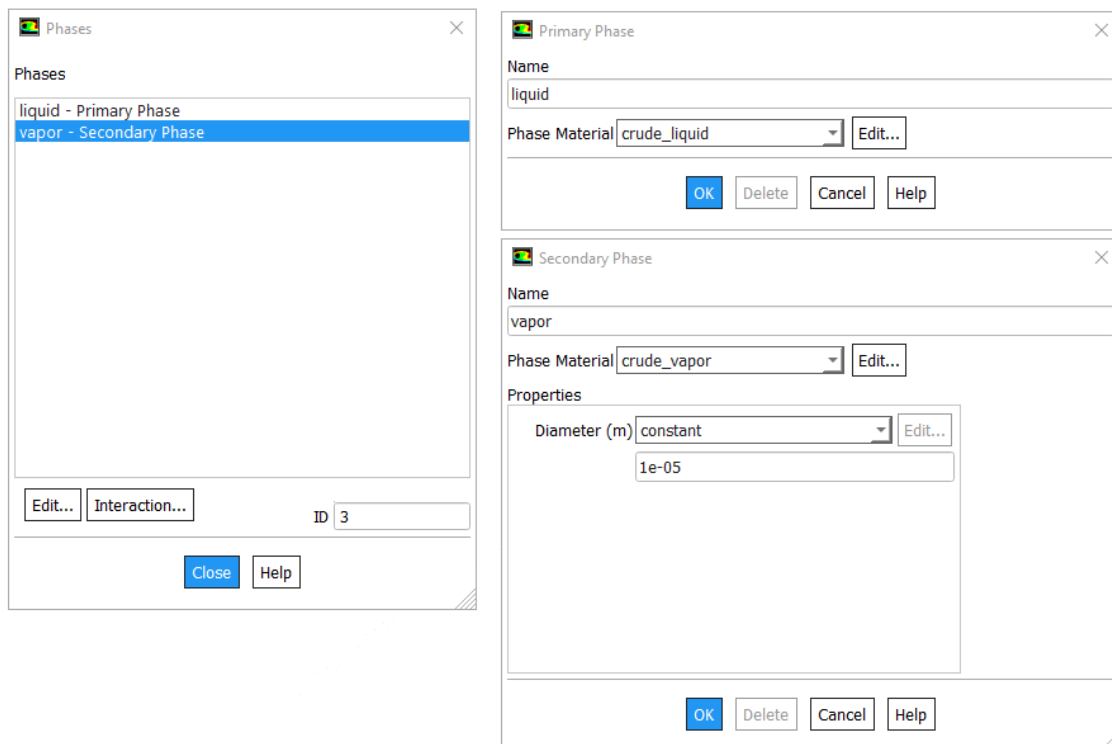 Phases
Phases
liquid - Primary Phase
vapor - Secondary Phase
Edit...
Interaction...
ID
3
Close
Help
Primary Phase
Name
liquid
Phase Material
crude_liquid
Edit...
OK
Delete
Cancel
Help
Secondary Phase
Name
vapor
Phase Material
crude_vapor
Edit...
Properties
Diameter (m)
constant
Edit...
1e-05
OK
Delete
Cancel
Help